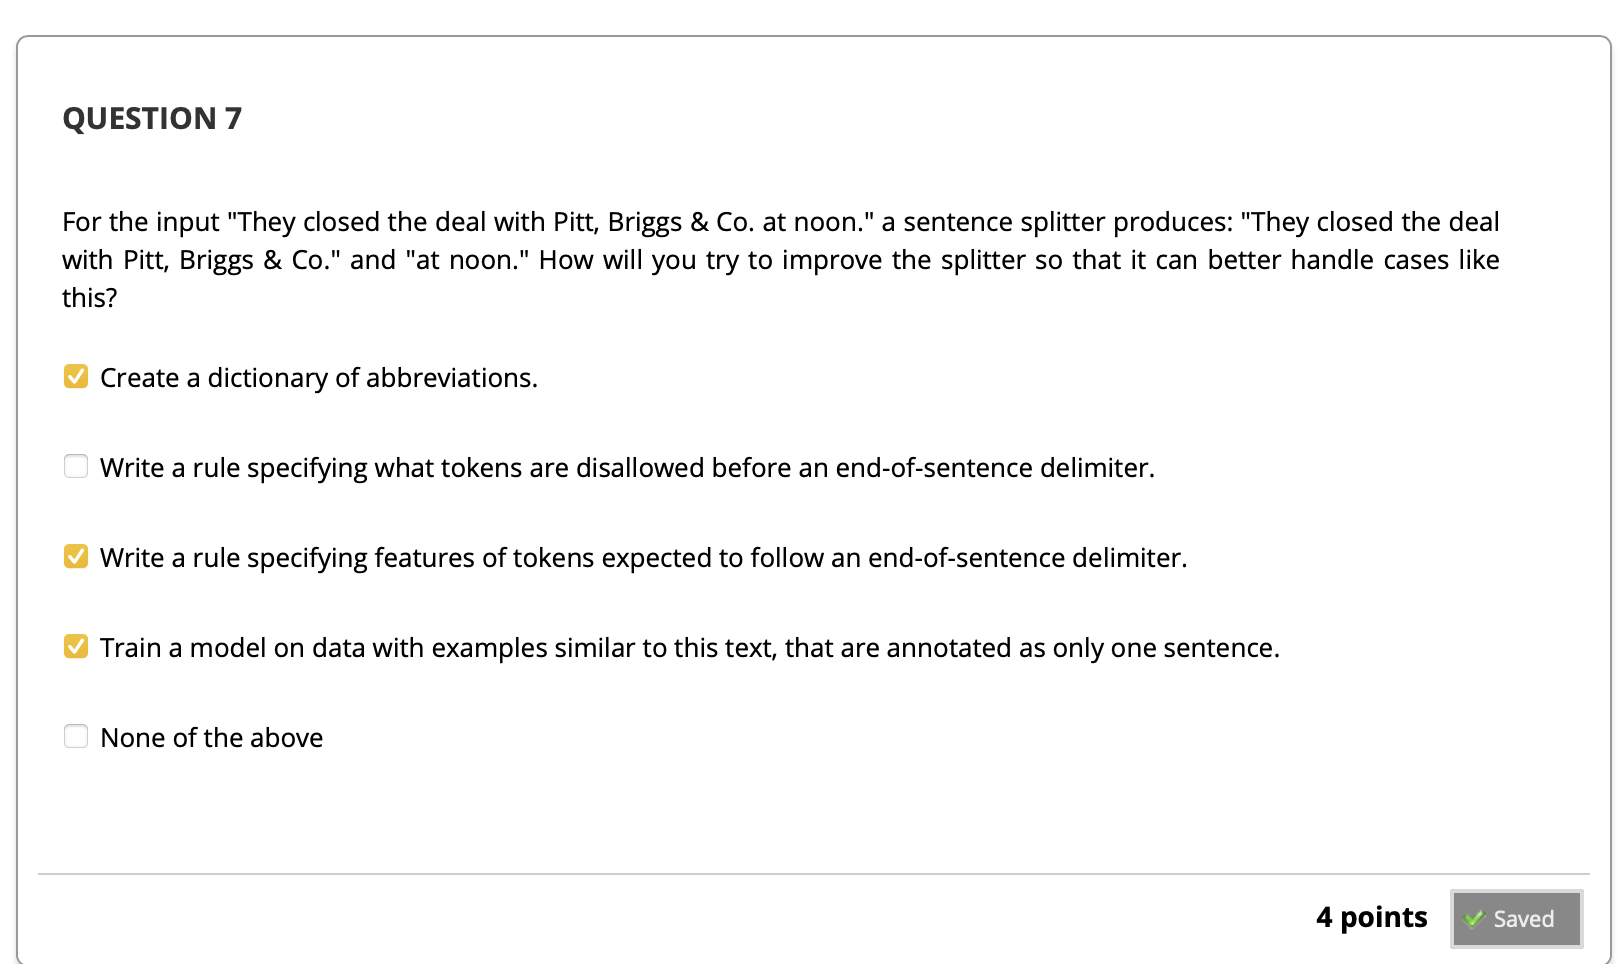 QUESTION 7
For the input "They closed the deal with Pitt, Briggs & Co. at noon." a sentence splitter produces: "They closed the deal
with Pitt, Briggs & Co." and "at noon." How will you try to improve the splitter so that it can better handle cases like
this?
Create a dictionary of abbreviations.
Write a rule specifying what tokens are disallowed before an end-of-sentence delimiter.
Write a rule specifying features of tokens expected to follow an end-of-sentence delimiter.
Train a model on data with examples similar to this text, that are annotated as only one sentence.
None of the above
4 points
Saved